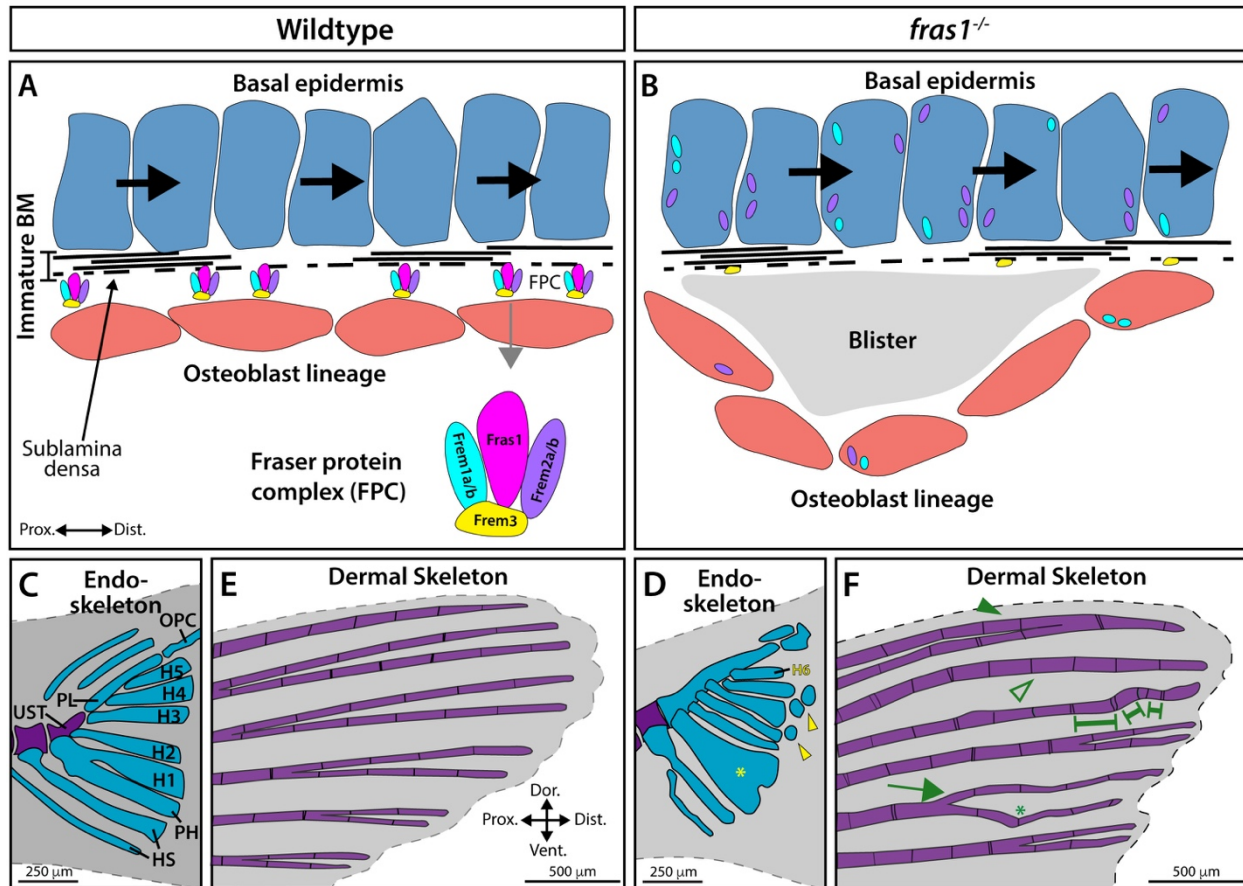 Wildtype
fras1-/-
A
Basal epidermis
Immature BM
FPC
Osteoblast lineage
Sublamina
densa
Fraser protein
complex (FPC)
Frem1a/b
Fras1
Frem2a/b
Frem3
Prox.
Dist.
B
Basal epidermis
Blister
Osteoblast lineage
C
Endo-
skeleton
OPC
H5
PL
H4
UST
H3
H2
H1
PH
HS
250 µm
E
Dermal Skeleton
Dor.
Prox.
Dist.
Vent.
500 µm
D
Endo-
skeleton
H6
*
250 µm
F
Dermal Skeleton
*
500 µm